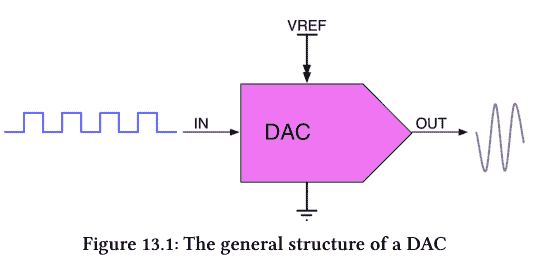 VREF
IN
DAC
OUT
Figure 13.1: The general structure of a DAC